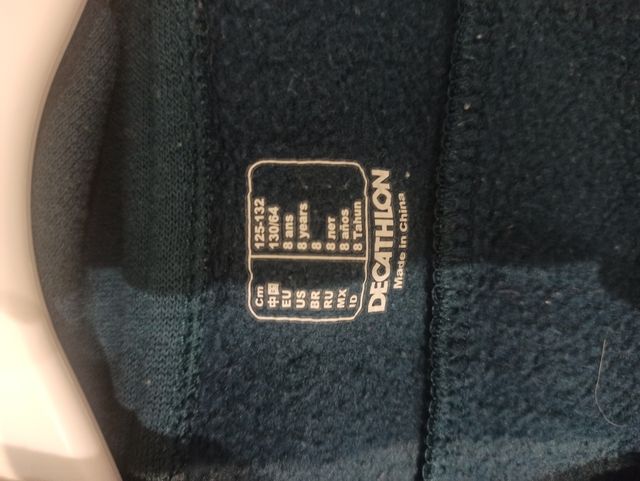 Cm 125-132
中国 130/64
EU 8 ans
US 8 years
BR 8
RU 8 лет
MX 8 años
ID 8 Tahun
DECATHLON
Made in China